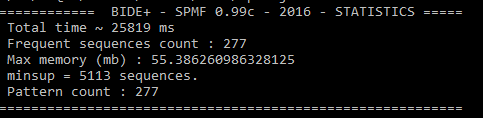 ============  BIDE+ - SPMF 0.99c - 2016 - STATISTICS =====
Total time ~ 25819 ms
Frequent sequences count : 277
Max memory (mb) : 55.386260986328125
minsup = 5113 sequences.
Pattern count : 277
===================================================